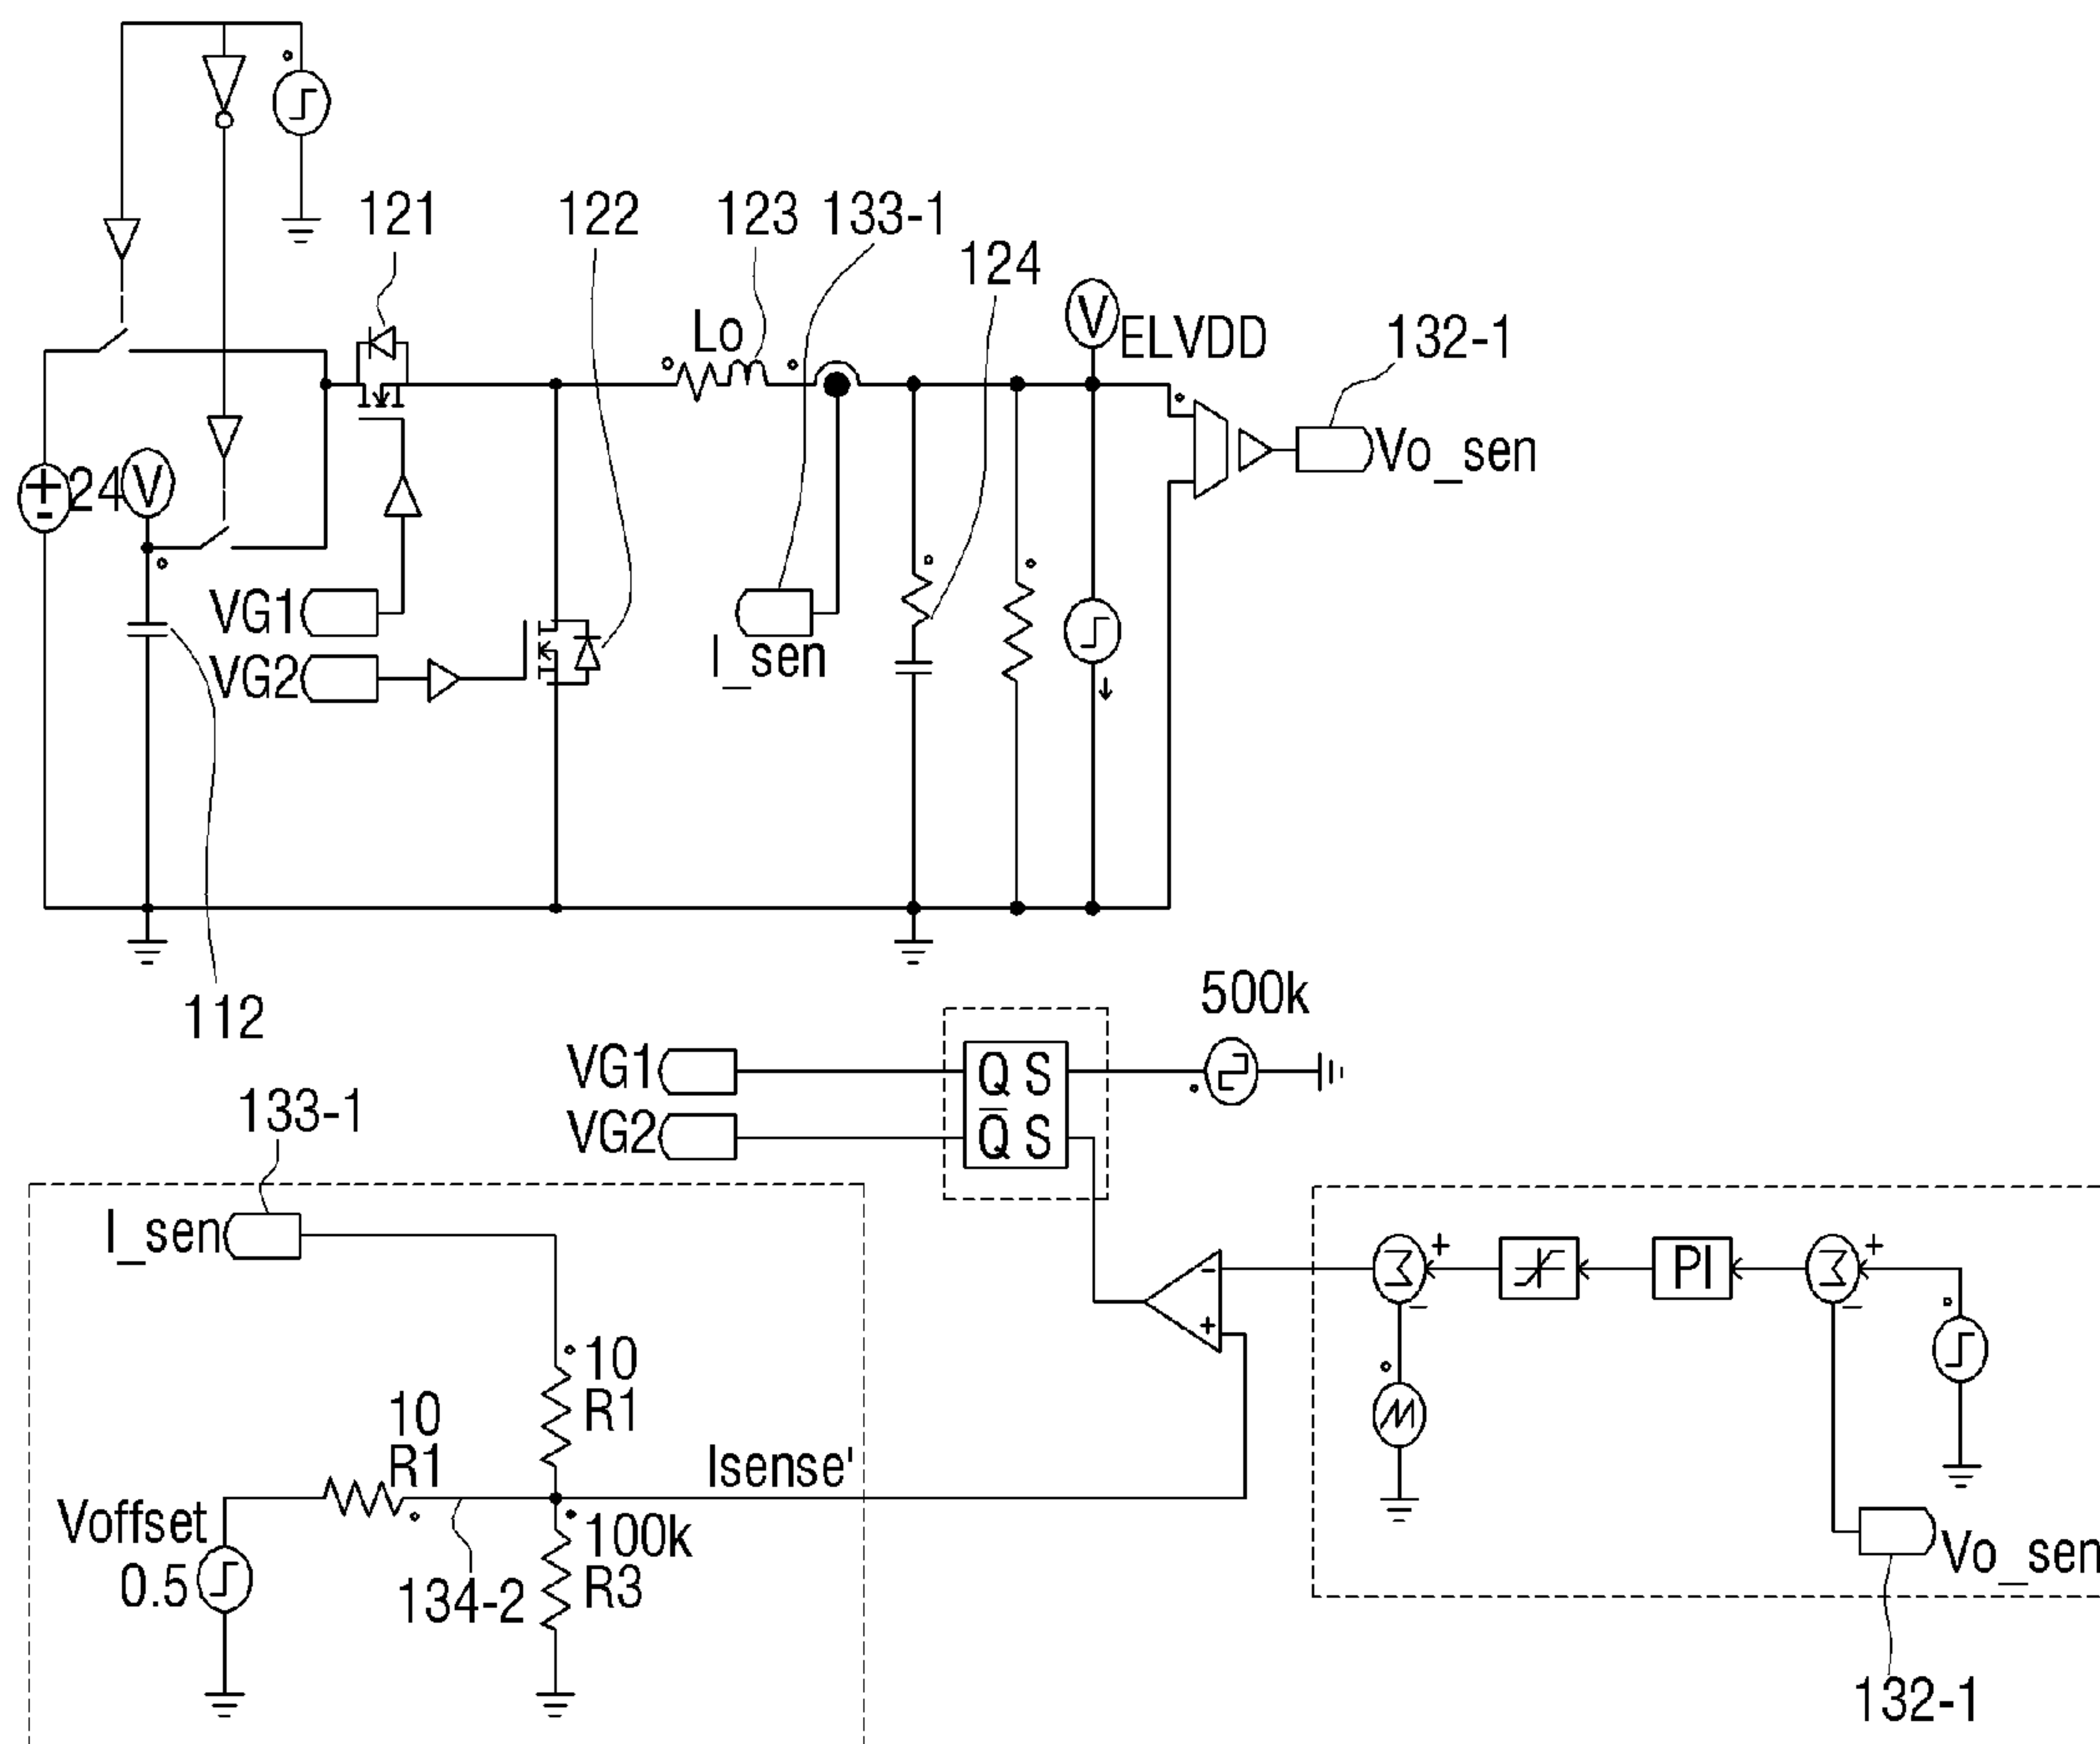 121
122
123
133-1
124
Lo
ELVDD
V
132-1
24
V
Vo_sen
VG1
VG2
I_sen
112
500k
VG1
Q S
VG2
Q̅ S
133-1
I_sen
PI
10
R1
10
R1
Isense'
Voffset
0.5
100k
R3
134-2
Vo_sen
132-1